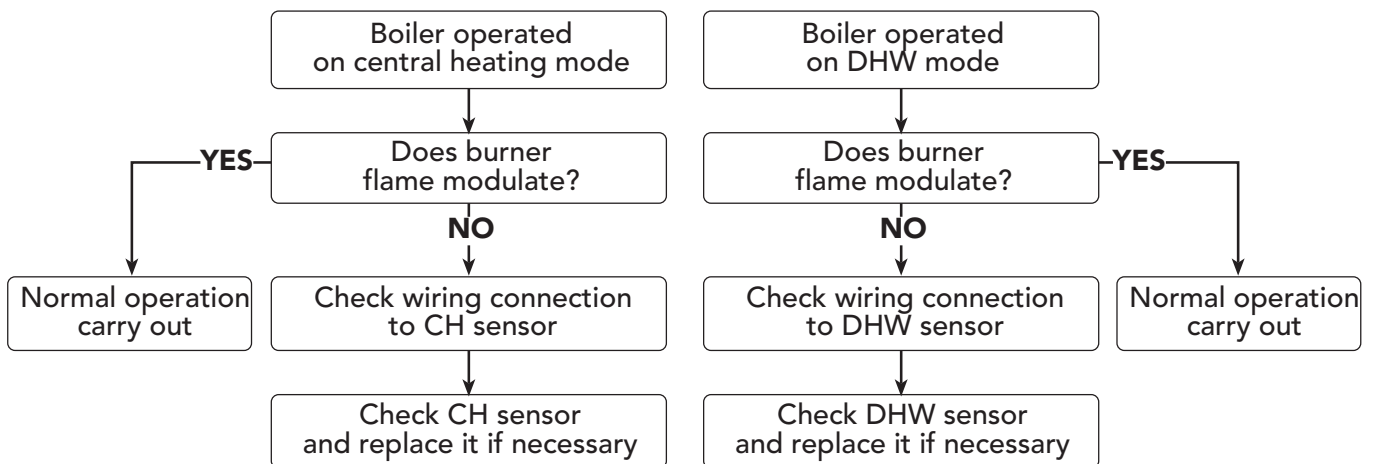 Boiler operated
on central heating mode
Boiler operated
on DHW mode
YES
Does burner
flame modulate?
Does burner
flame modulate?
YES
NO
NO
Normal operation
carry out
Check wiring connection
to CH sensor
Check wiring connection
to DHW sensor
Normal operation
carry out
Check CH sensor
and replace it if necessary
Check DHW sensor
and replace it if necessary